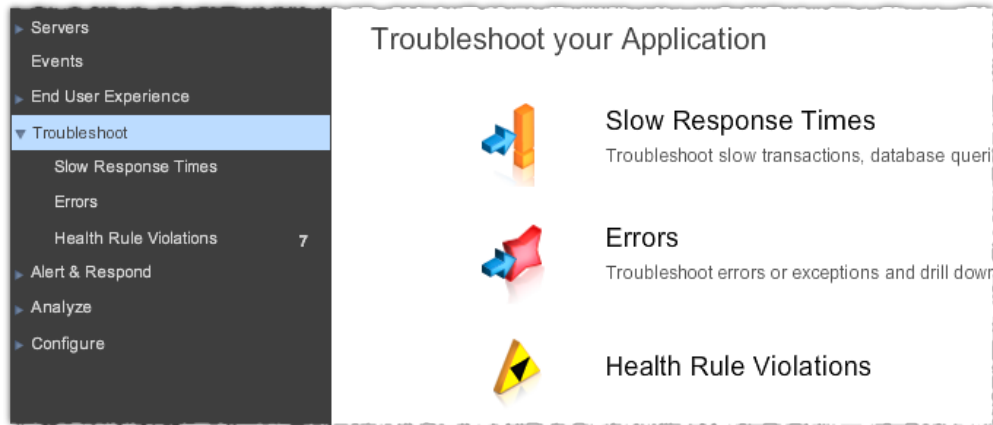 Servers
Events
End User Experience
Troubleshoot
Slow Response Times
Errors
Health Rule Violations 7
Alert & Respond
Analyze
Configure
Troubleshoot your Application
Slow Response Times
Troubleshoot slow transactions, database
Errors
Troubleshoot errors or exceptions and drill down
Health Rule Violations